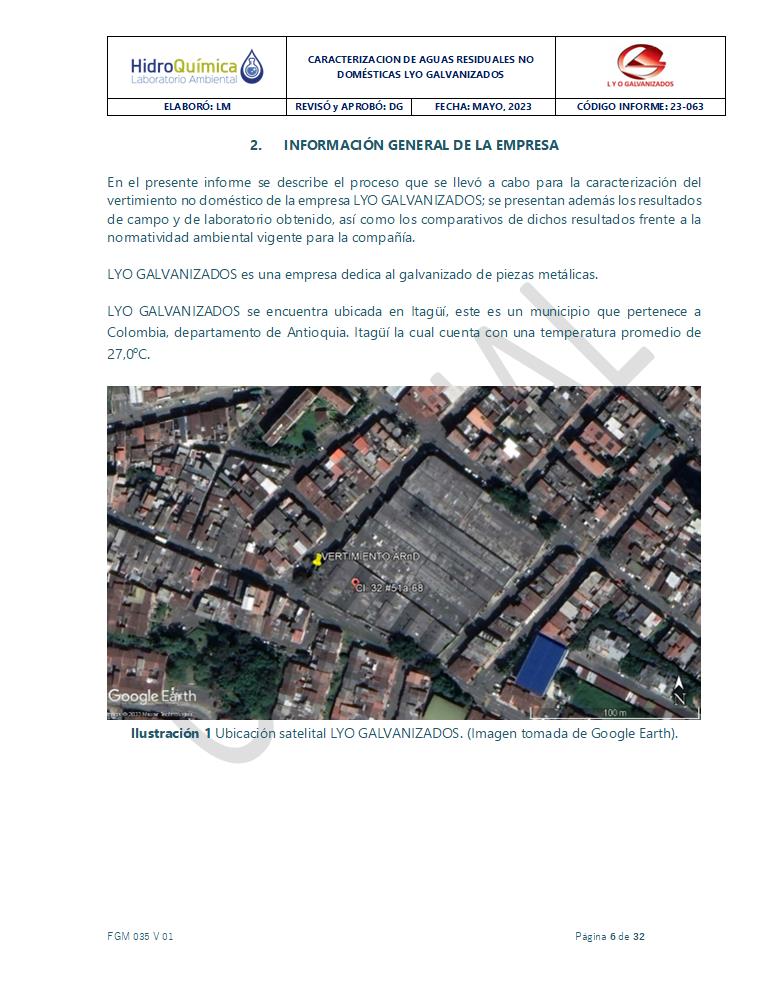 HidroQuímica
Laboratorio Ambiental
CARACTERIZACION DE AGUAS RESIDUALES NO
DOMÉSTICAS LYO GALVANIZADOS
L Y O GALVANIZADOS
ELABORÓ: LM
REVISÓ y APROBÓ: DG
FECHA: MAYO, 2023
CÓDIGO INFORME: 23-063
2. INFORMACIÓN GENERAL DE LA EMPRESA
En el presente informe se describe el proceso que se llevó a cabo para la caracterización del
vertimiento no doméstico de la empresa LYO GALVANIZADOS; se presentan además los resultados
de campo y de laboratorio obtenido, así como los comparativos de dichos resultados frente a la
normatividad ambiental vigente para la compañía.
LYO GALVANIZADOS es una empresa dedica al galvanizado de piezas metálicas.
LYO GALVANIZADOS se encuentra ubicada en Itagüí, este es un municipio que pertenece a
Colombia, departamento de Antioquia. Itagüí la cual cuenta con una temperatura promedio de
27,0ºC.
VERTIMIENTO ARnD
Cl. 32 #51a-68
Google Earth
N
100 m
Ilustración 1 Ubicación satelital LYO GALVANIZADOS. (Imagen tomada de Google Earth).
FGM 035 V 01
Página 6 de 32